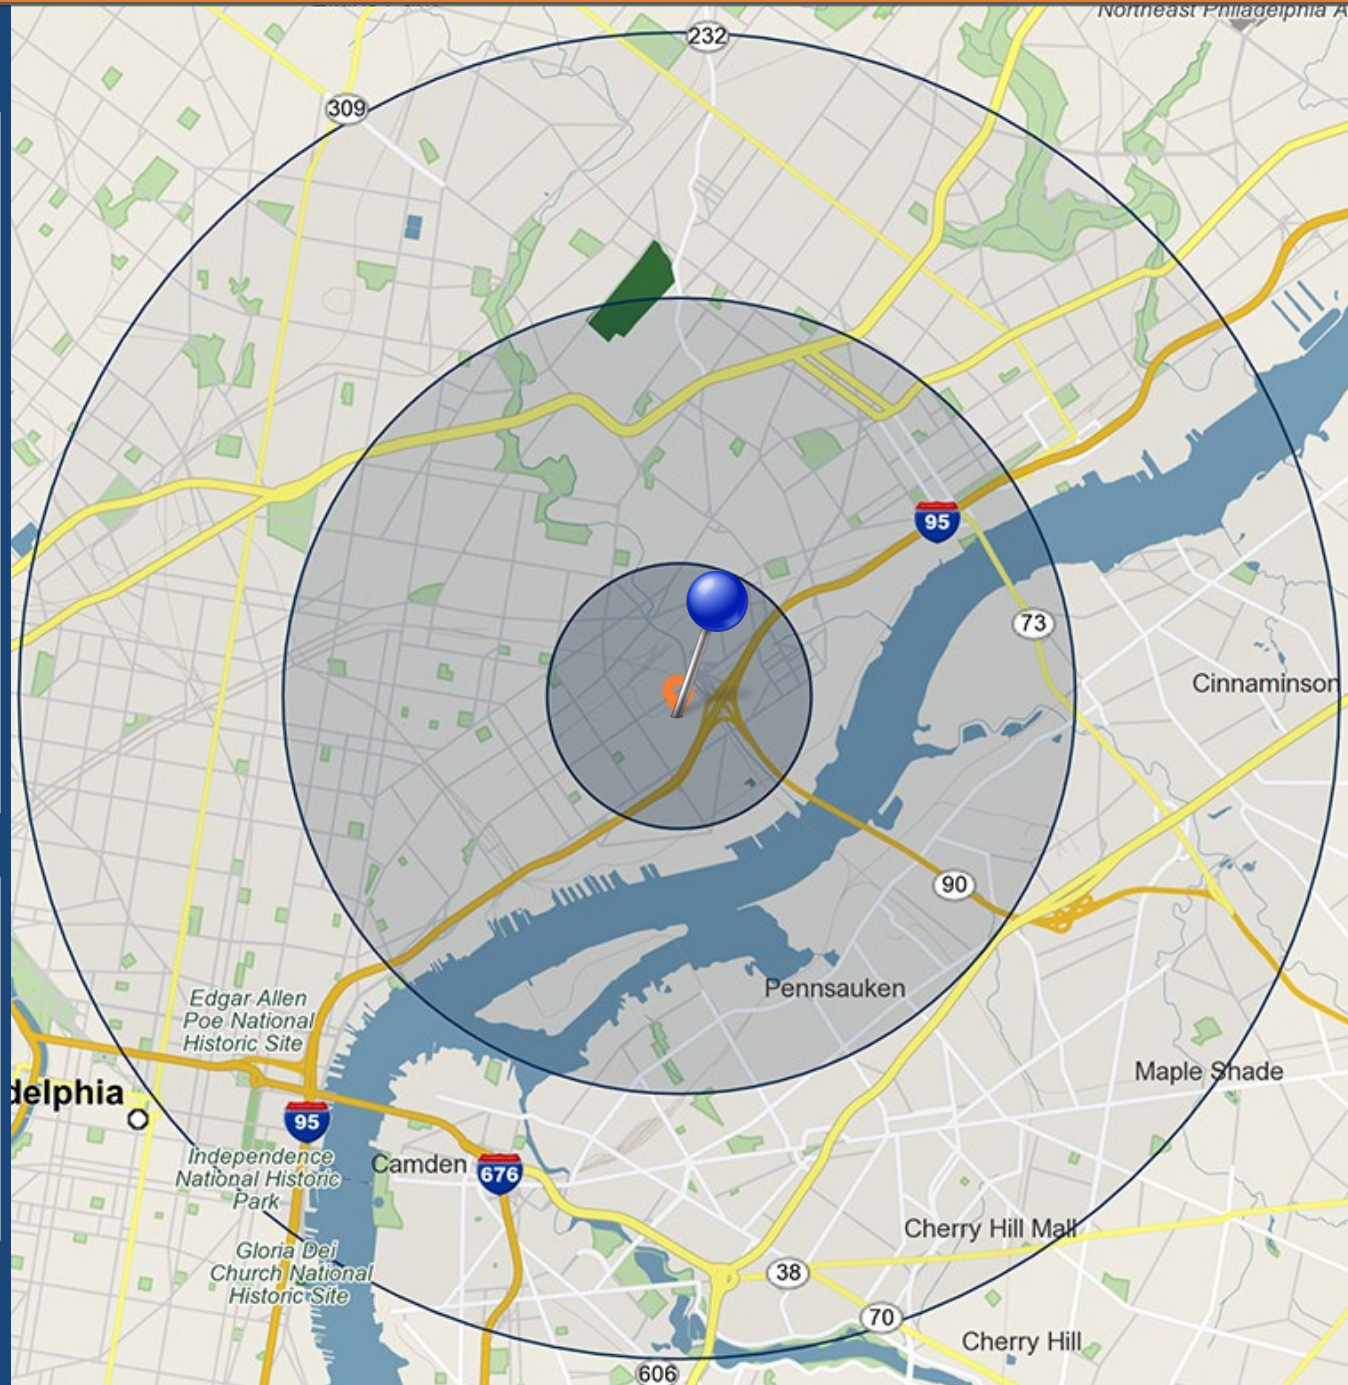 Northeast Philadelphia A
232
309
95
73
Cinnaminson
90
Pennsauken
Edgar Allen
Poe National
Historic Site
Maple Shade
delphia
95
Independence
National Historic
Park
Camden
676
Cherry Hill Mall
Gloria Dei
Church National
Historic Site
38
70
Cherry Hill
606